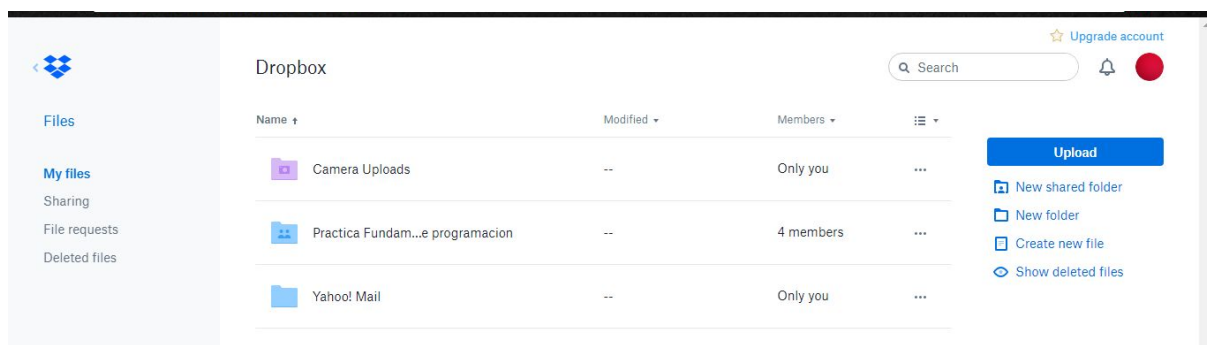 Upgrade account
Dropbox
Search
Files
My files
Sharing
File requests
Deleted files
Name Modified Members
Camera Uploads -- Only you
Practica Fundam...e programacion -- 4 members
Yahoo! Mail -- Only you
Upload
New shared folder
New folder
Create new file
Show deleted files